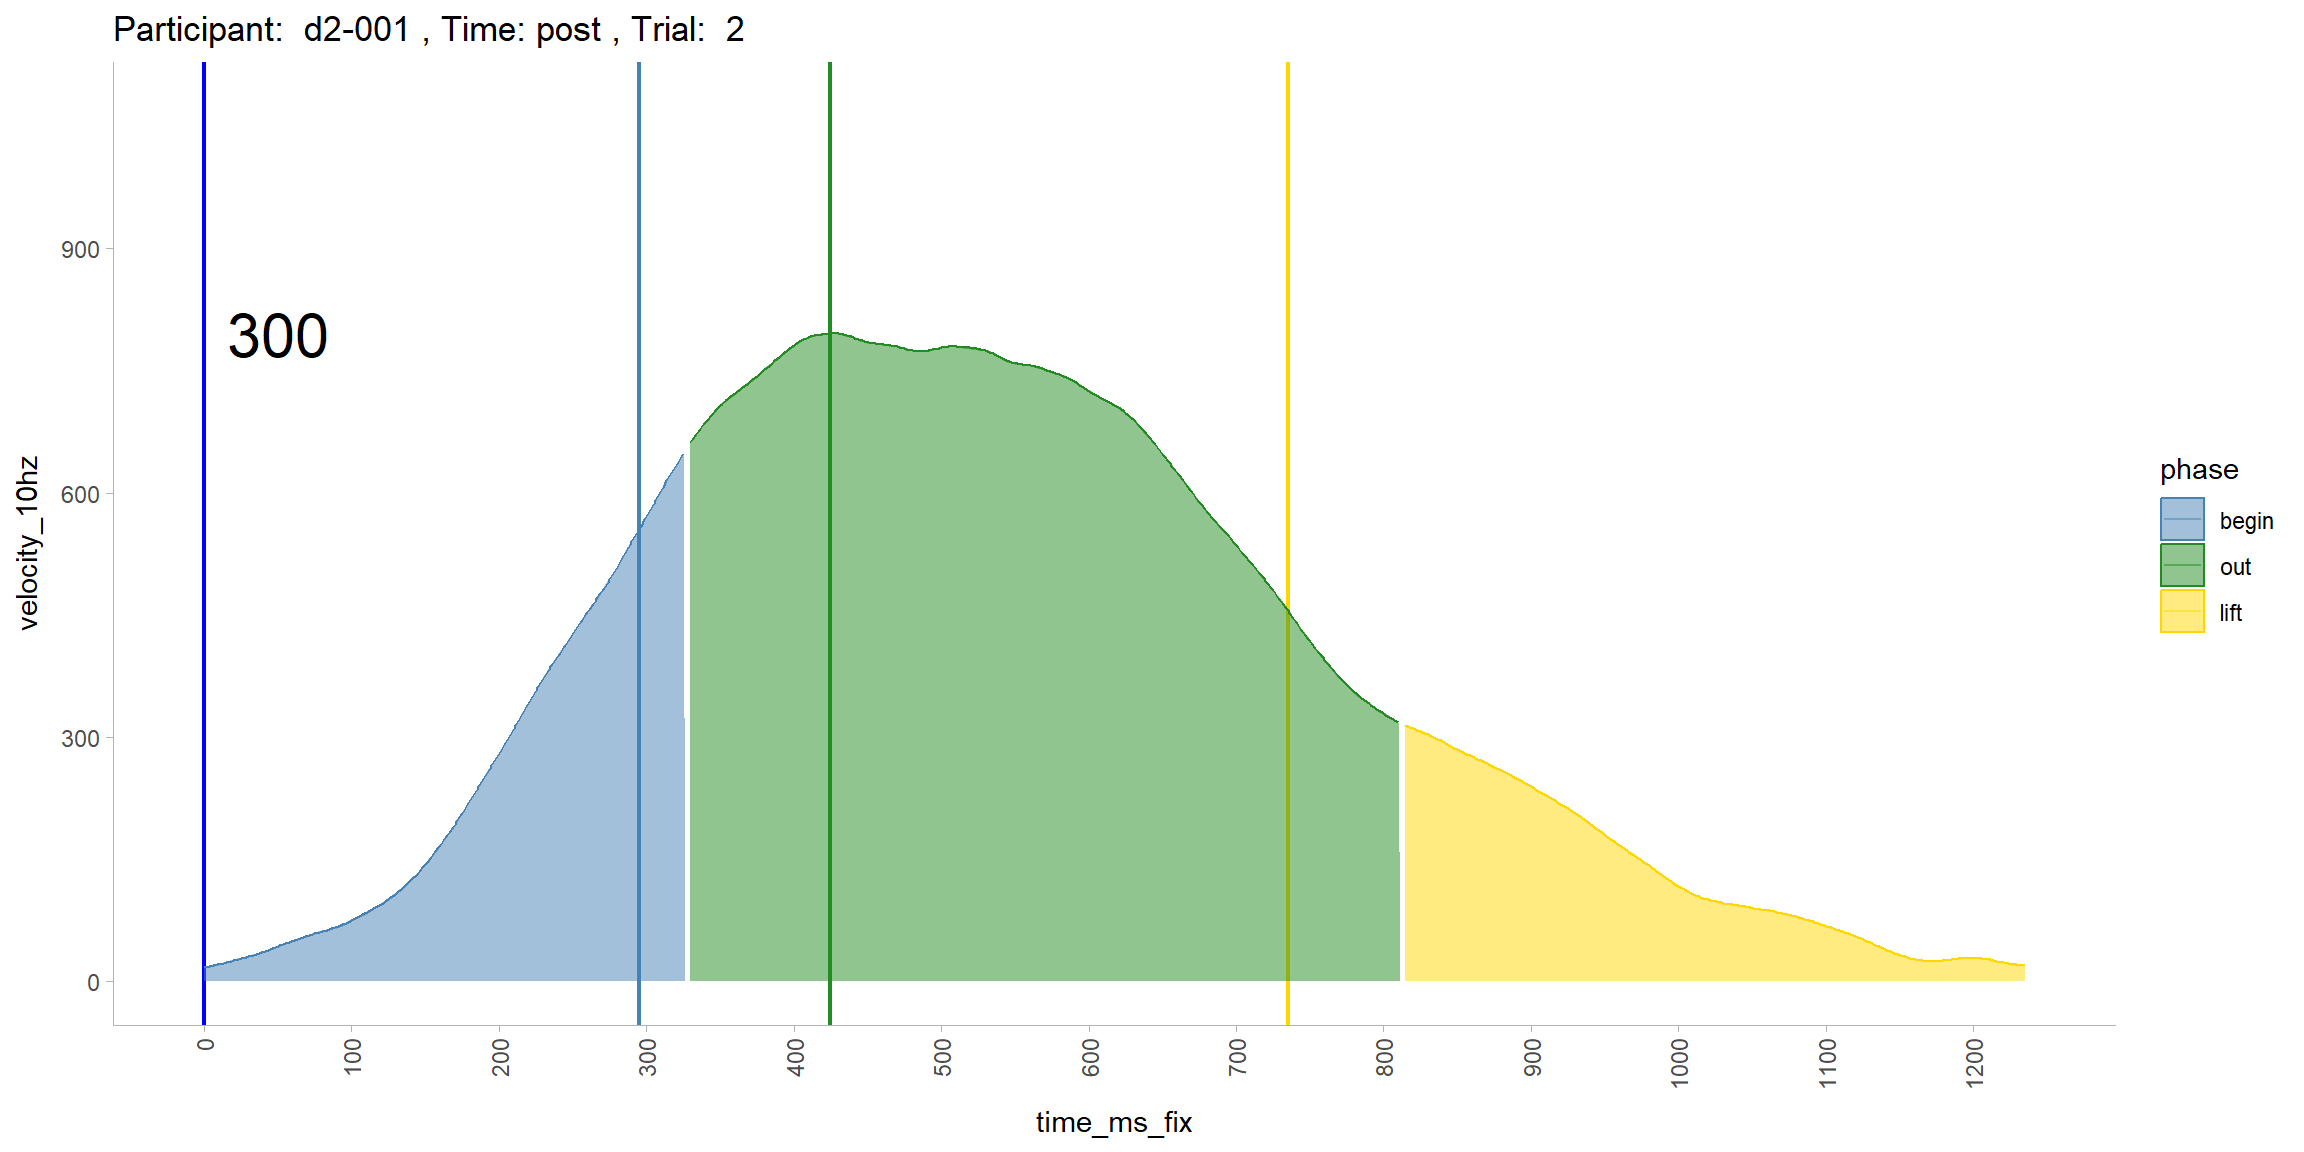 Participant:  d2-001 , Time: post , Trial:  2
900
600
300
0
velocity_10hz
300
0
100
200
300
400
500
600
700
800
900
1000
1100
1200
time_ms_fix
phase
begin
out
lift